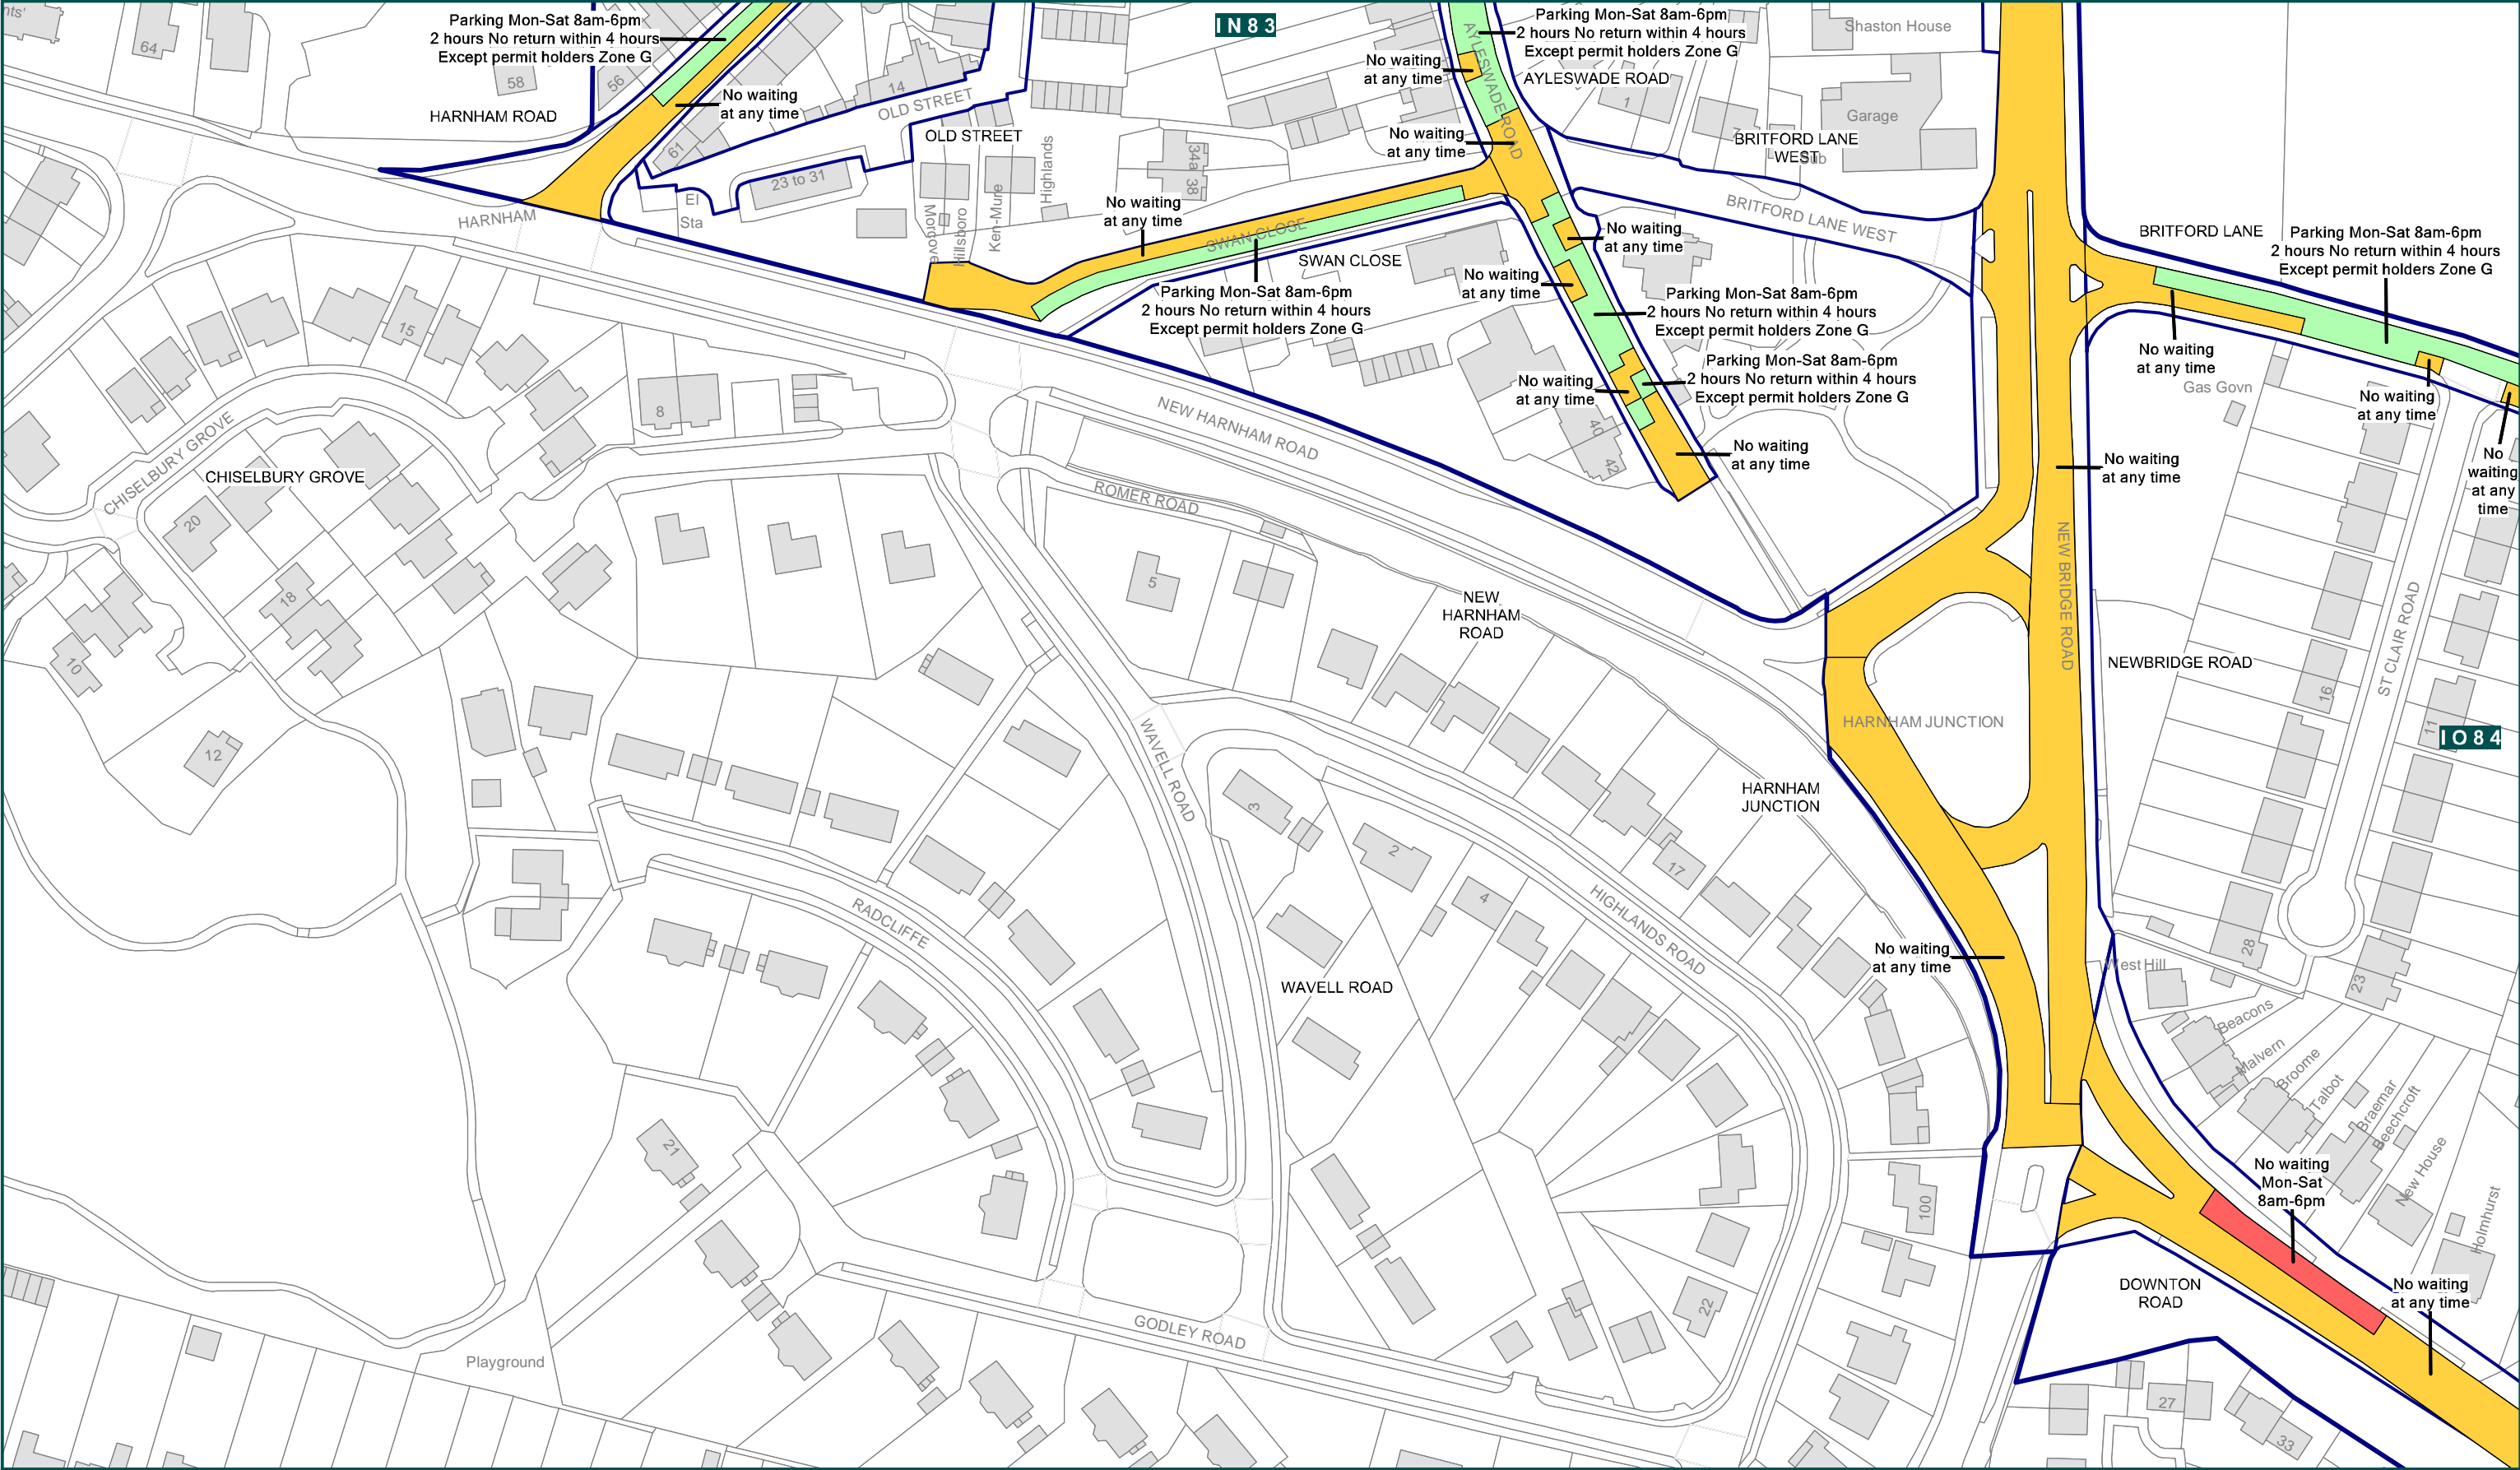 IN83
Parking Mon-Sat 8am-6pm
2 hours No return within 4 hours
Except permit holders Zone G
64
58
56
HARNHAM ROAD
No waiting
at any time
61
14
OLD STREET
OLD STREET
23 to 31
El
Sta
HARNHAM
Morcove
Hillsboro
Ken-Mure
Highlands
34a
38
Parking Mon-Sat 8am-6pm
2 hours No return within 4 hours
Except permit holders Zone G
AYLESWADE ROAD
AYLESWADE ROAD
No waiting
at any time
No waiting
at any time
1
Shaston House
Garage
BRITFORD LANE
WEST
Sub
BRITFORD LANE WEST
No waiting
at any time
SWAN CLOSE
SWAN CLOSE
Parking Mon-Sat 8am-6pm
2 hours No return within 4 hours
Except permit holders Zone G
No waiting
at any time
No waiting
at any time
Parking Mon-Sat 8am-6pm
2 hours No return within 4 hours
Except permit holders Zone G
Parking Mon-Sat 8am-6pm
2 hours No return within 4 hours
Except permit holders Zone G
No waiting
at any time
40
42
No waiting
at any time
BRITFORD LANE
Parking Mon-Sat 8am-6pm
2 hours No return within 4 hours
Except permit holders Zone G
No waiting
at any time
Gas Govn
No waiting
at any time
No
waiting
at any
time
No waiting
at any time
15
8
CHISELBURY GROVE
CHISELBURY GROVE
20
18
10
12
NEW HARNHAM ROAD
ROMER ROAD
5
NEW
HARNHAM
ROAD
NEW BRIDGE ROAD
NEWBRIDGE ROAD
ST CLAIR ROAD
16
11
IO84
HARNHAM JUNCTION
HARNHAM
JUNCTION
WAVELL ROAD
3
2
4
17
HIGHLANDS ROAD
RADCLIFFE
WAVELL ROAD
No waiting
at any time
28
23
West Hill
Beacons
Malvern
Broome
Talbot
Braemar
Beechcroft
New House
Holmhurst
21
100
22
No waiting
Mon-Sat
8am-6pm
No waiting
at any time
DOWNTON
ROAD
GODLEY ROAD
Playground
27
33